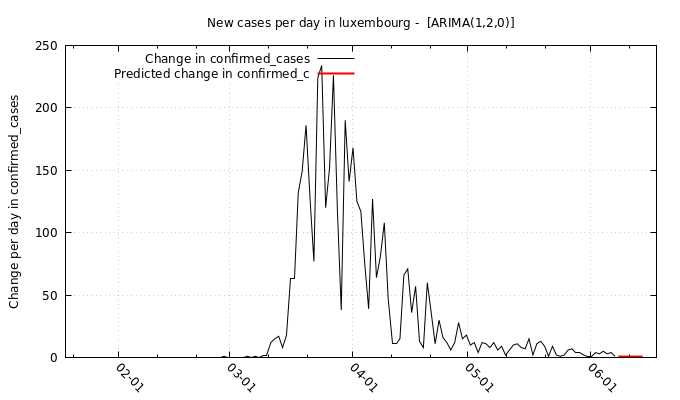 New cases per day in luxembourg -  [ARIMA(1,2,0)]
Change per day in confirmed_cases
250
200
150
100
50
0
Change in confirmed_cases
Predicted change in confirmed_c
02-01
03-01
04-01
05-01
06-01